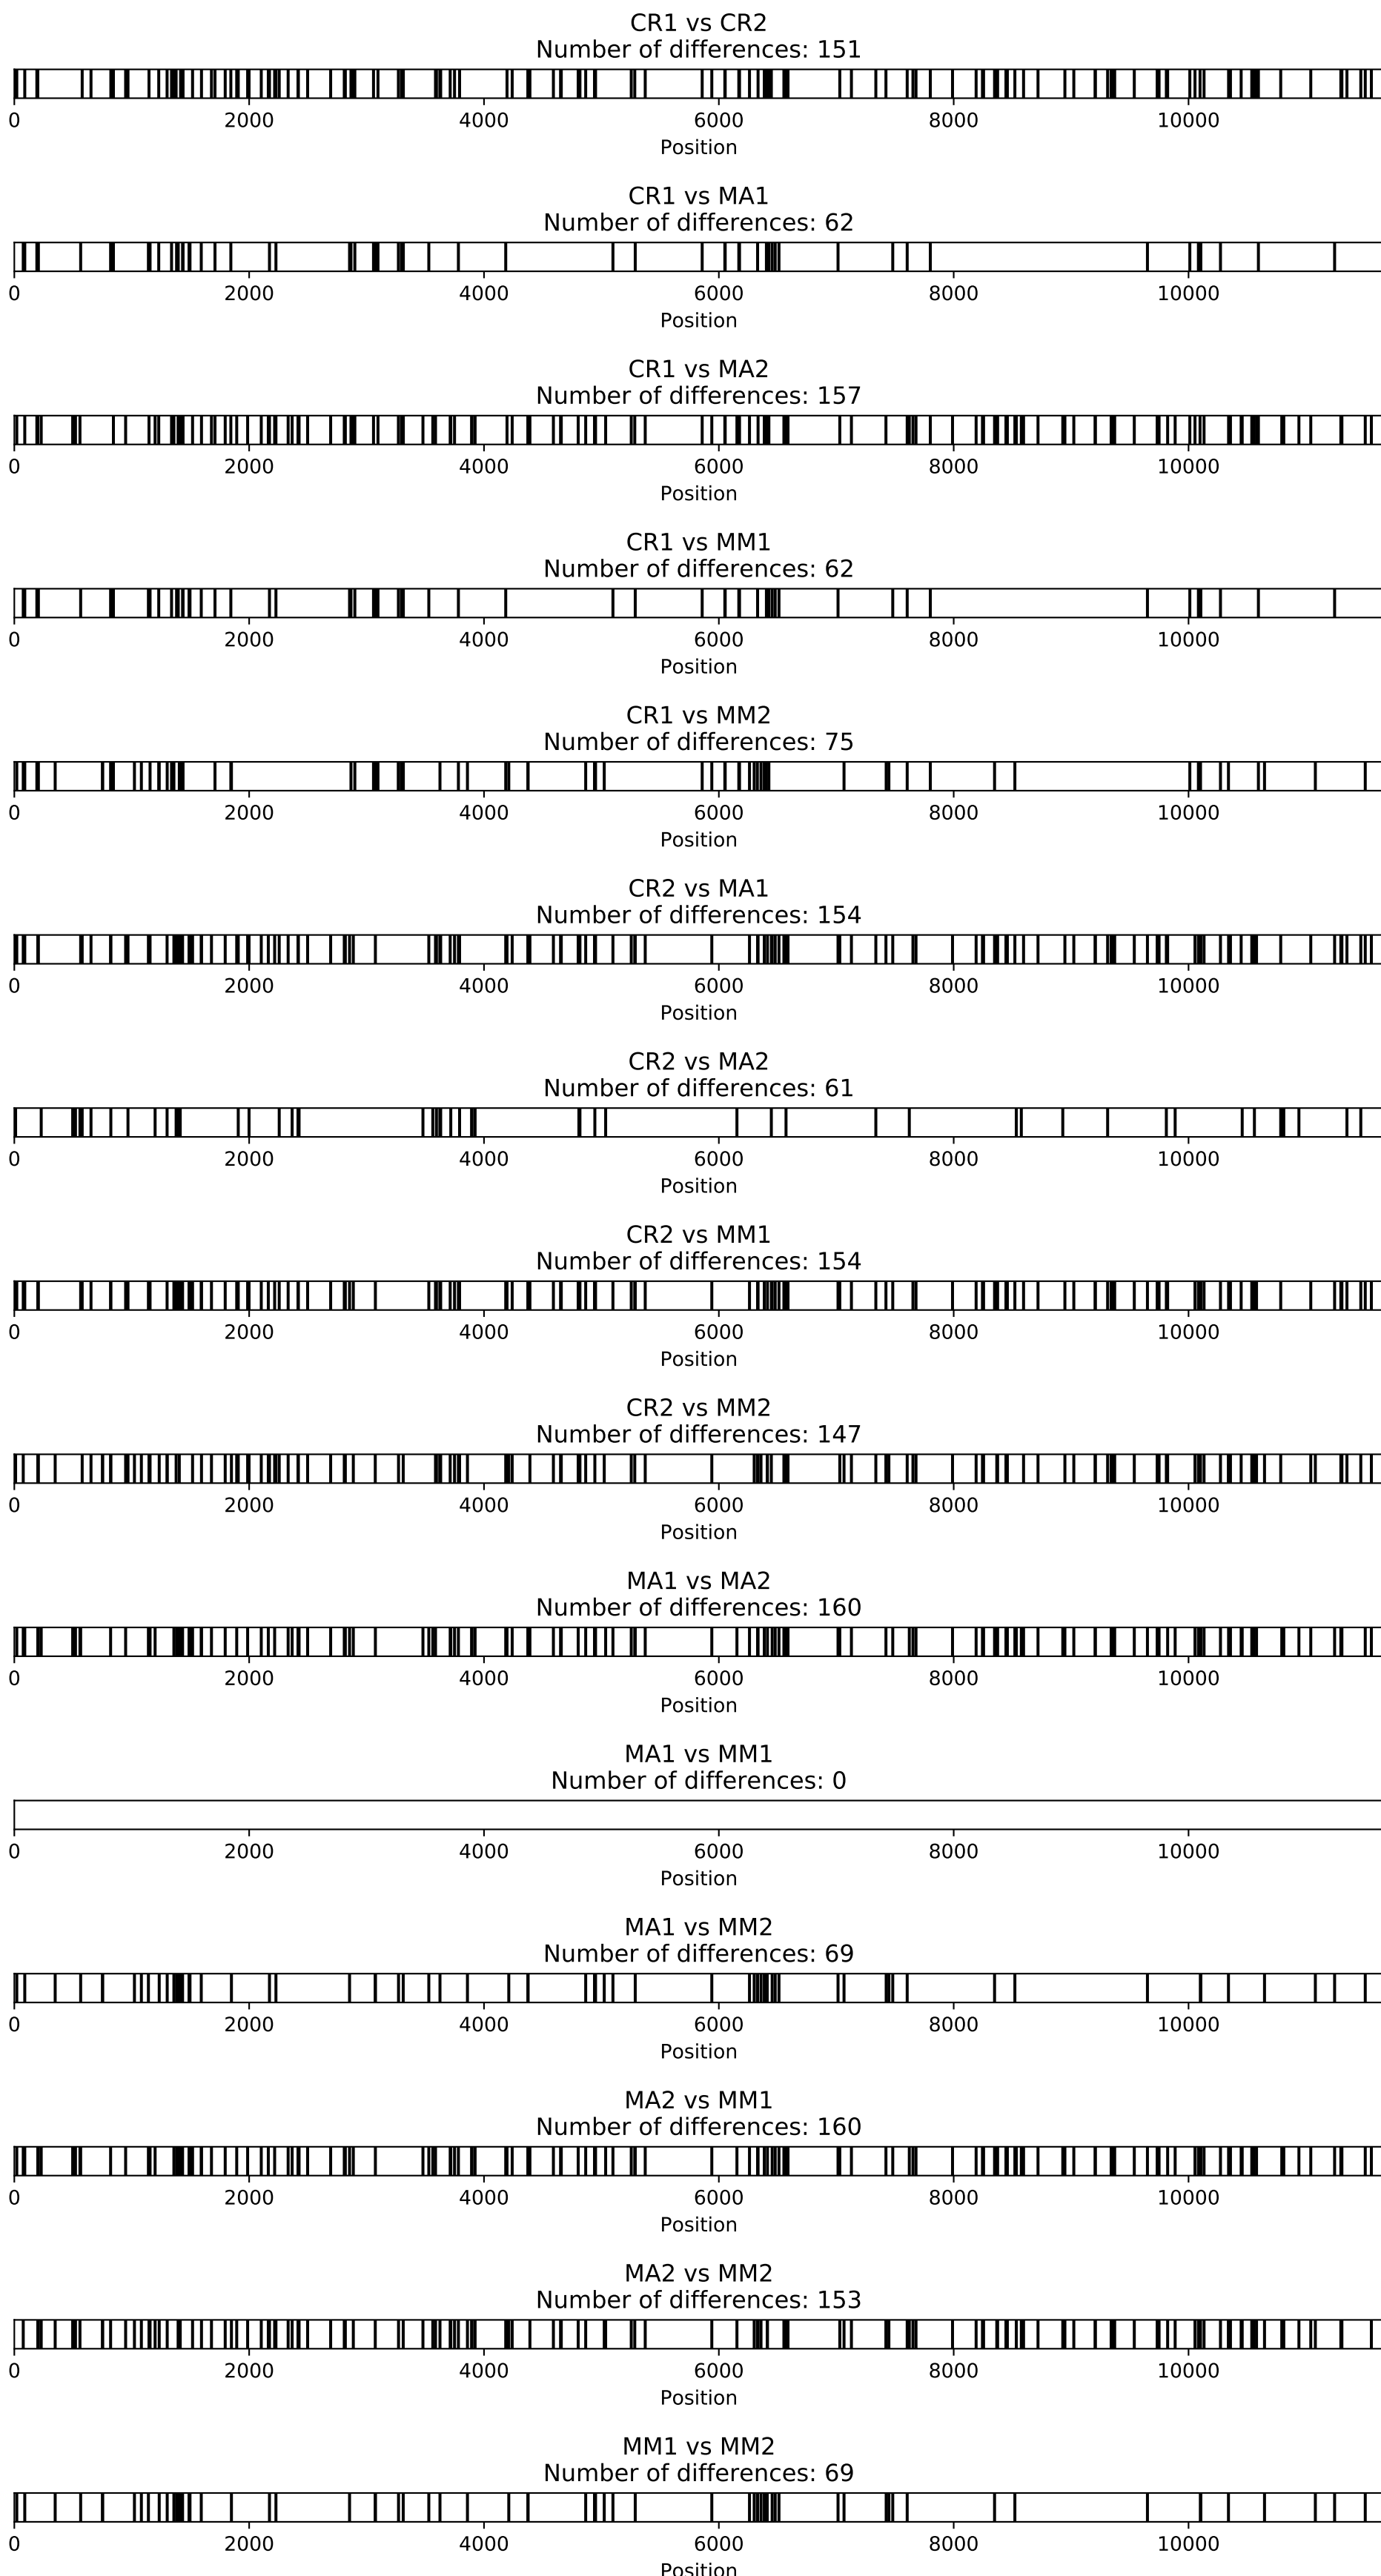 CR1 vs CR2
Number of differences: 151
0 2000 4000 6000 8000 10000
Position
CR1 vs MA1
Number of differences: 62
0 2000 4000 6000 8000 10000
Position
CR1 vs MA2
Number of differences: 157
0 2000 4000 6000 8000 10000
Position
CR1 vs MM1
Number of differences: 62
0 2000 4000 6000 8000 10000
Position
CR1 vs MM2
Number of differences: 75
0 2000 4000 6000 8000 10000
Position
CR2 vs MA1
Number of differences: 154
0 2000 4000 6000 8000 10000
Position
CR2 vs MA2
Number of differences: 61
0 2000 4000 6000 8000 10000
Position
CR2 vs MM1
Number of differences: 154
0 2000 4000 6000 8000 10000
Position
CR2 vs MM2
Number of differences: 147
0 2000 4000 6000 8000 10000
Position
MA1 vs MA2
Number of differences: 160
0 2000 4000 6000 8000 10000
Position
MA1 vs MM1
Number of differences: 0
0 2000 4000 6000 8000 10000
Position
MA1 vs MM2
Number of differences: 69
0 2000 4000 6000 8000 10000
Position
MA2 vs MM1
Number of differences: 160
0 2000 4000 6000 8000 10000
Position
MA2 vs MM2
Number of differences: 153
0 2000 4000 6000 8000 10000
Position
MM1 vs MM2
Number of differences: 69
0 2000 4000 6000 8000 10000
Position